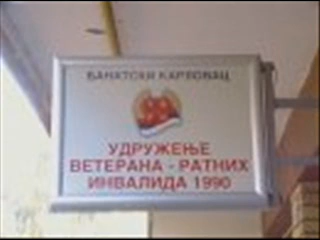 БАНАТСКИ КАРЛОВАЦ
УДРУЖЕЊЕ
ВЕТЕРАНА - РАТНИХ
ИНВАЛИДА 1990